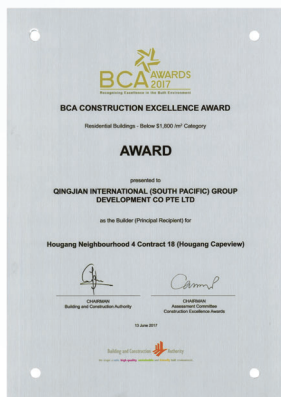 BCA AWARDS
2017
Recognising Excellence in the Built Environment
BCA CONSTRUCTION EXCELLENCE AWARD
Residential Buildings - Below $1,800 /m² Category
AWARD
presented to
QINGJIAN INTERNATIONAL (SOUTH PACIFIC) GROUP
DEVELOPMENT CO PTE LTD
as the Builder (Principal Recipient) for
Hougang Neighbourhood 4 Contract 18 (Hougang Capeview)
CHAIRMAN
Building and Construction Authority
CHAIRMAN
Assessment Committee
Construction Excellence Awards
13 June 2017
Building and Construction Authority